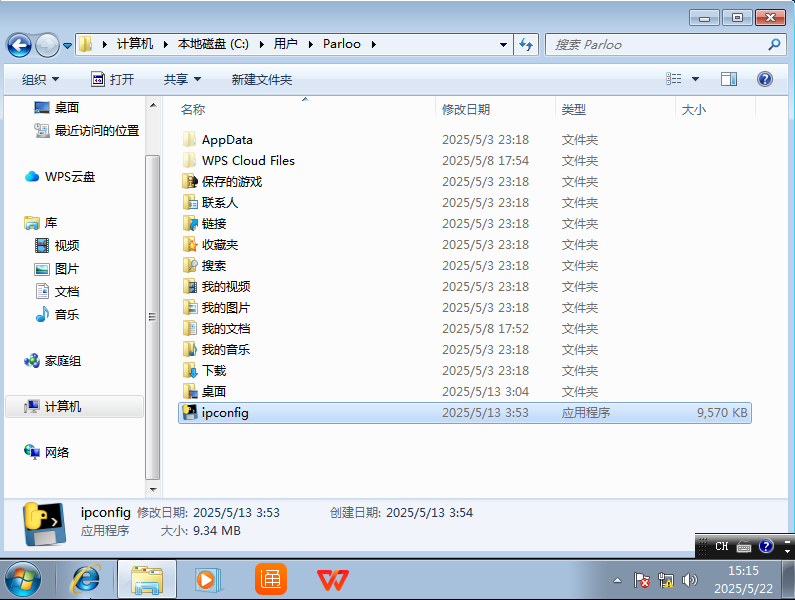 计算机 本地磁盘 (C:) 用户 Parloo 搜索 Parloo
组织 打开 共享 新建文件夹
名称 修改日期 类型 大小
桌面
最近访问的位置
WPS云盘
库
视频
图片
文档
音乐
家庭组
计算机
网络
AppData 2025/5/3 23:18 文件夹
WPS Cloud Files 2025/5/8 17:54 文件夹
保存的游戏 2025/5/3 23:18 文件夹
联系人 2025/5/3 23:18 文件夹
链接 2025/5/3 23:18 文件夹
收藏夹 2025/5/3 23:18 文件夹
搜索 2025/5/3 23:18 文件夹
我的视频 2025/5/3 23:18 文件夹
我的图片 2025/5/3 23:18 文件夹
我的文档 2025/5/8 17:52 文件夹
我的音乐 2025/5/3 23:18 文件夹
下载 2025/5/3 23:18 文件夹
桌面 2025/5/13 3:04 文件夹
ipconfig 2025/5/13 3:53 应用程序 9,570 KB
ipconfig 修改日期: 2025/5/13 3:53 创建日期: 2025/5/13 3:54
应用程序 大小: 9.34 MB
CH
15:15
2025/5/22